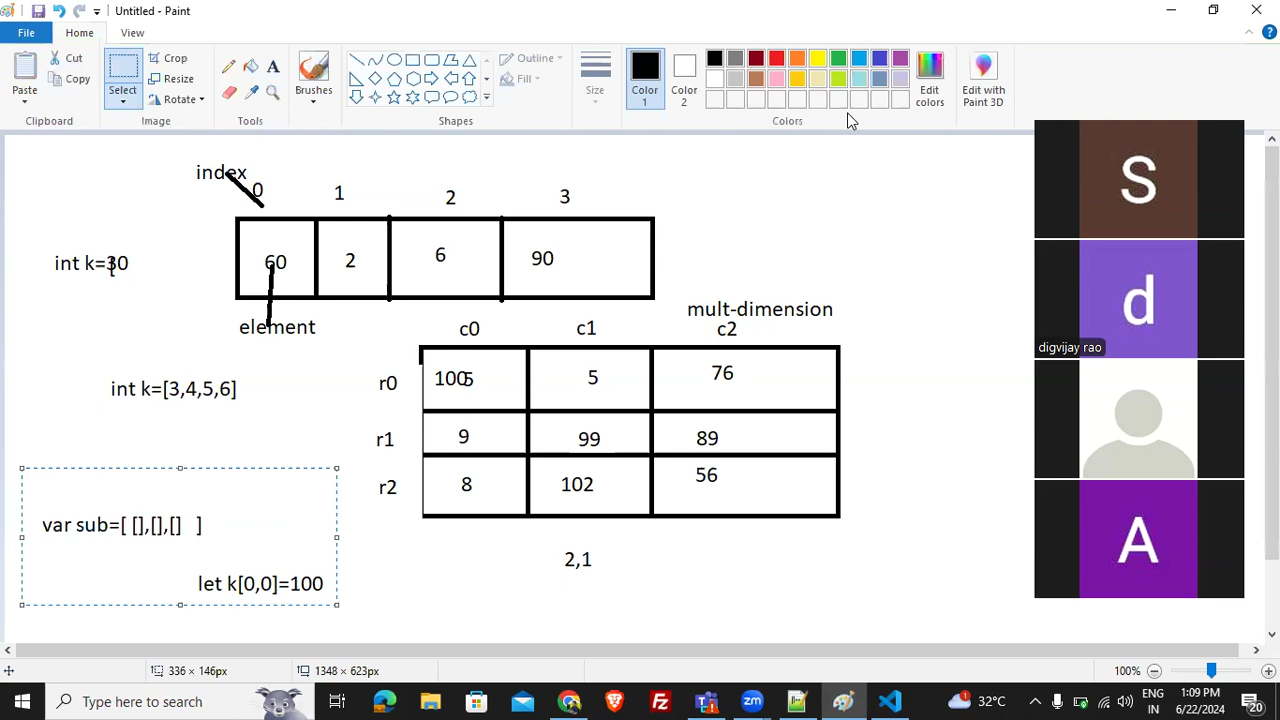 Untitled - Paint
File
Home
View
Paste
Cut
Copy
Clipboard
Select
Crop
Resize
Rotate
Image
Tools
Brushes
Shapes
Outline
Fill
Size
Color 1
Color 2
Edit colors
Colors
Edit with Paint 3D
index
0 1 2 3
60 2 6 90
int k=30
element
mult-dimension
c0 c1 c2
r0 100 5 5 76
int k=[3,4,5,6]
r1 9 99 89
r2 8 102 56
var sub=[ [],[],[] ]
2,1
let k[0,0]=100
S
d
digvijay rao
A
336 × 146px
1348 × 623px
100%
Type here to search
32°C
ENG
IN
1:09 PM
6/22/2024
20